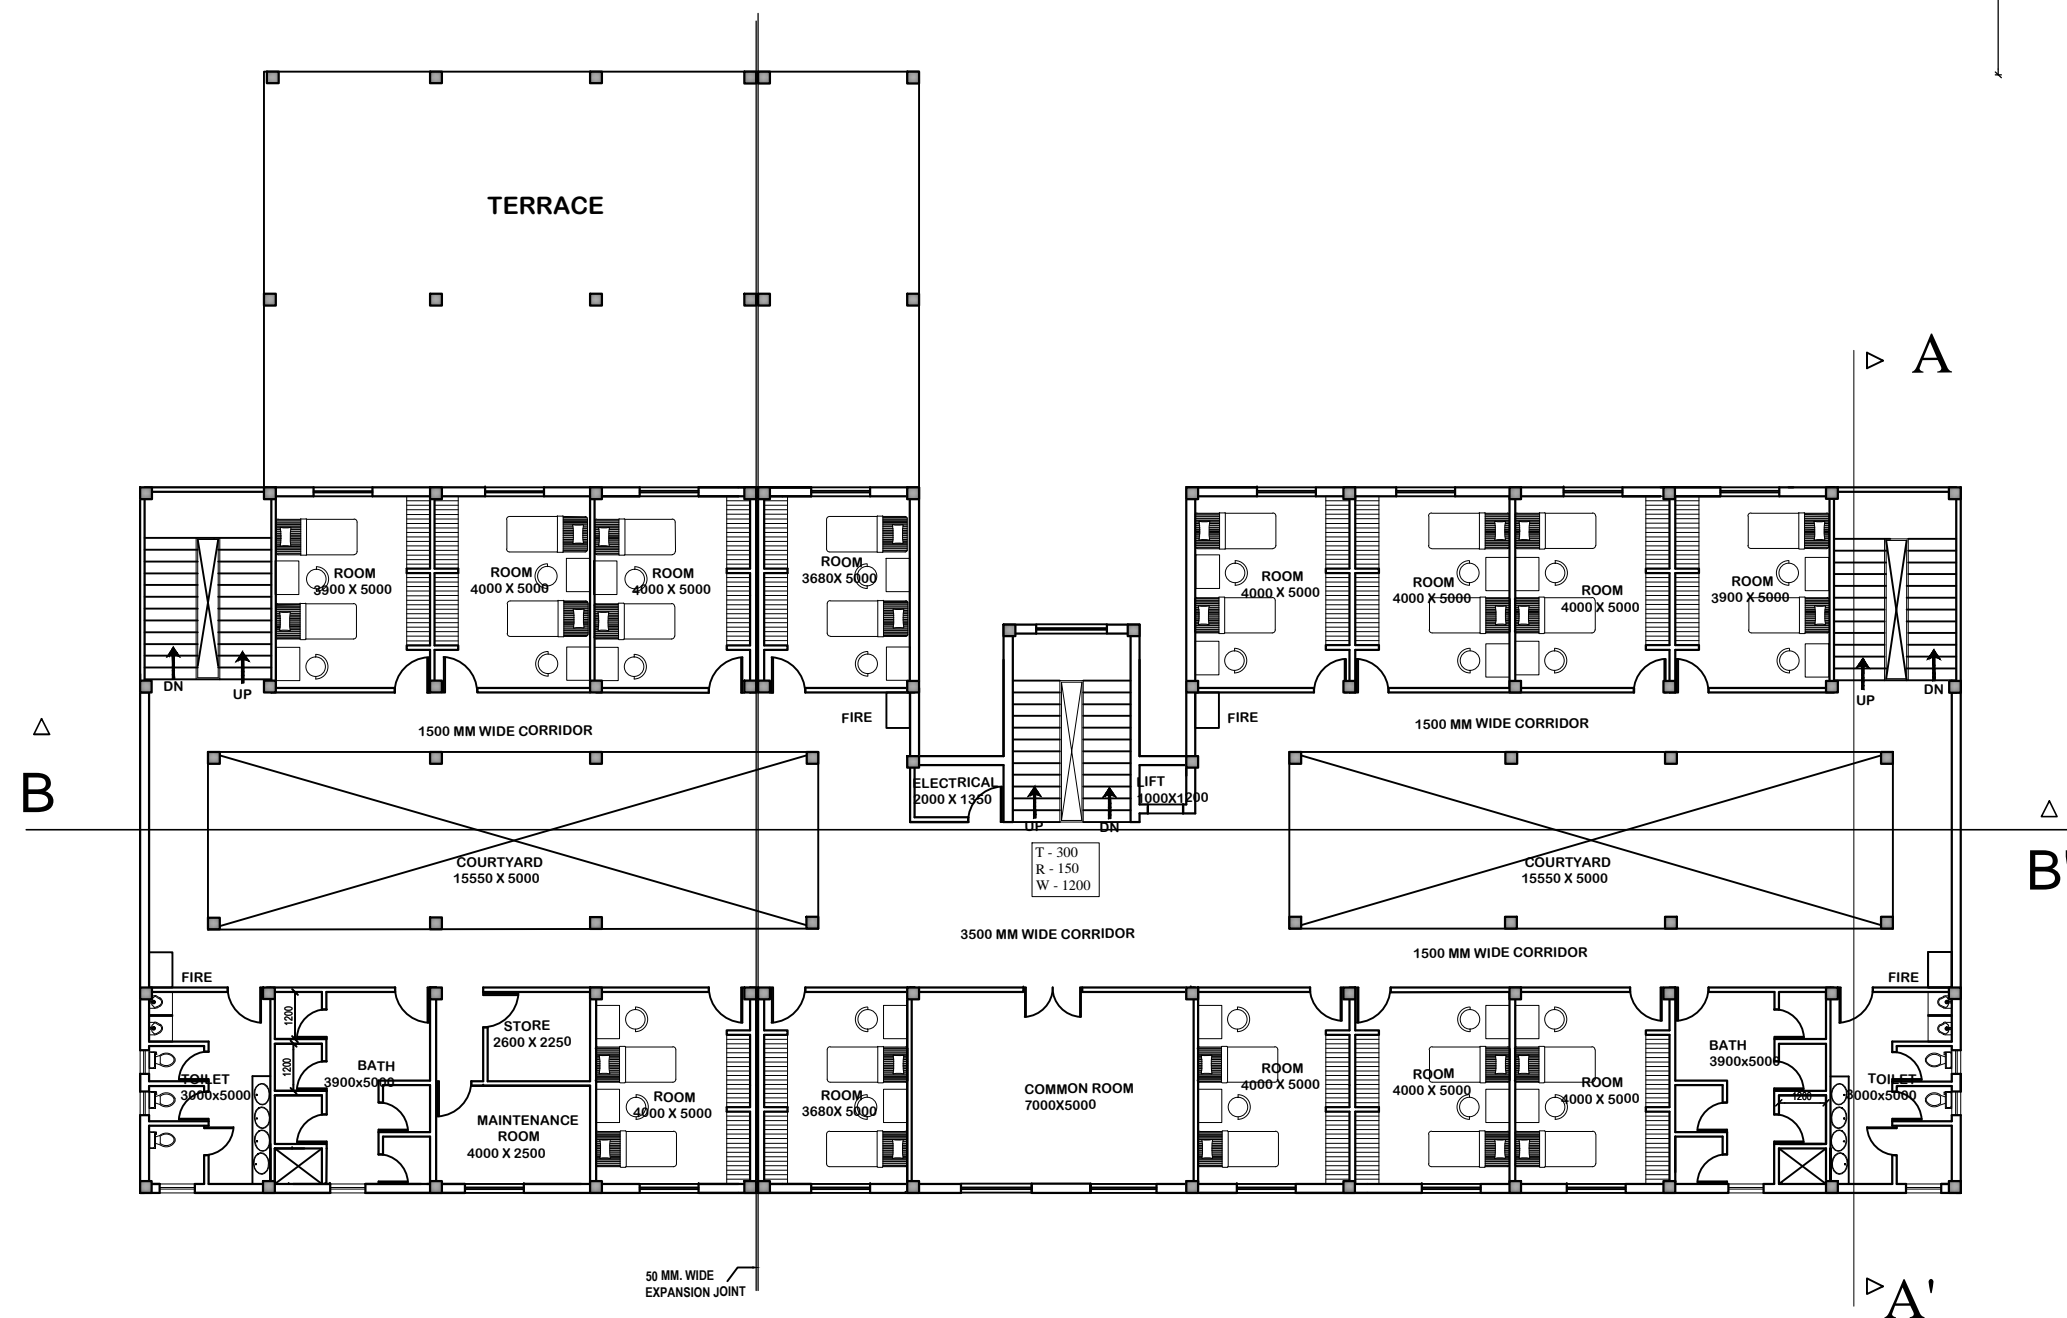 TERRACE
A
ROOM
3900 X 5000
ROOM
4000 X 5000
ROOM
4000 X 5000
ROOM
3680X 5000
ROOM
4000 X 5000
ROOM
4000 X 5000
ROOM
4000 X 5000
ROOM
3900 X 5000
DN
UP
UP
DN
FIRE
FIRE
1500 MM WIDE CORRIDOR
1500 MM WIDE CORRIDOR
B
ELECTRICAL
2000 X 1350
LIFT
1000X1200
UP
DN
T - 300
R - 150
W - 1200
COURTYARD
15550 X 5000
COURTYARD
15550 X 5000
B'
3500 MM WIDE CORRIDOR
1500 MM WIDE CORRIDOR
FIRE
FIRE
1200
1200
TOILET
3000x5000
BATH
3900x5000
STORE
2600 X 2250
MAINTENANCE
ROOM
4000 X 2500
ROOM
4000 X 5000
ROOM
3680X 5000
COMMON ROOM
7000X5000
ROOM
4000 X 5000
ROOM
4000 X 5000
ROOM
4000 X 5000
BATH
3900x5000
1200
TOILET
3000x5000
50 MM. WIDE
EXPANSION JOINT
A'